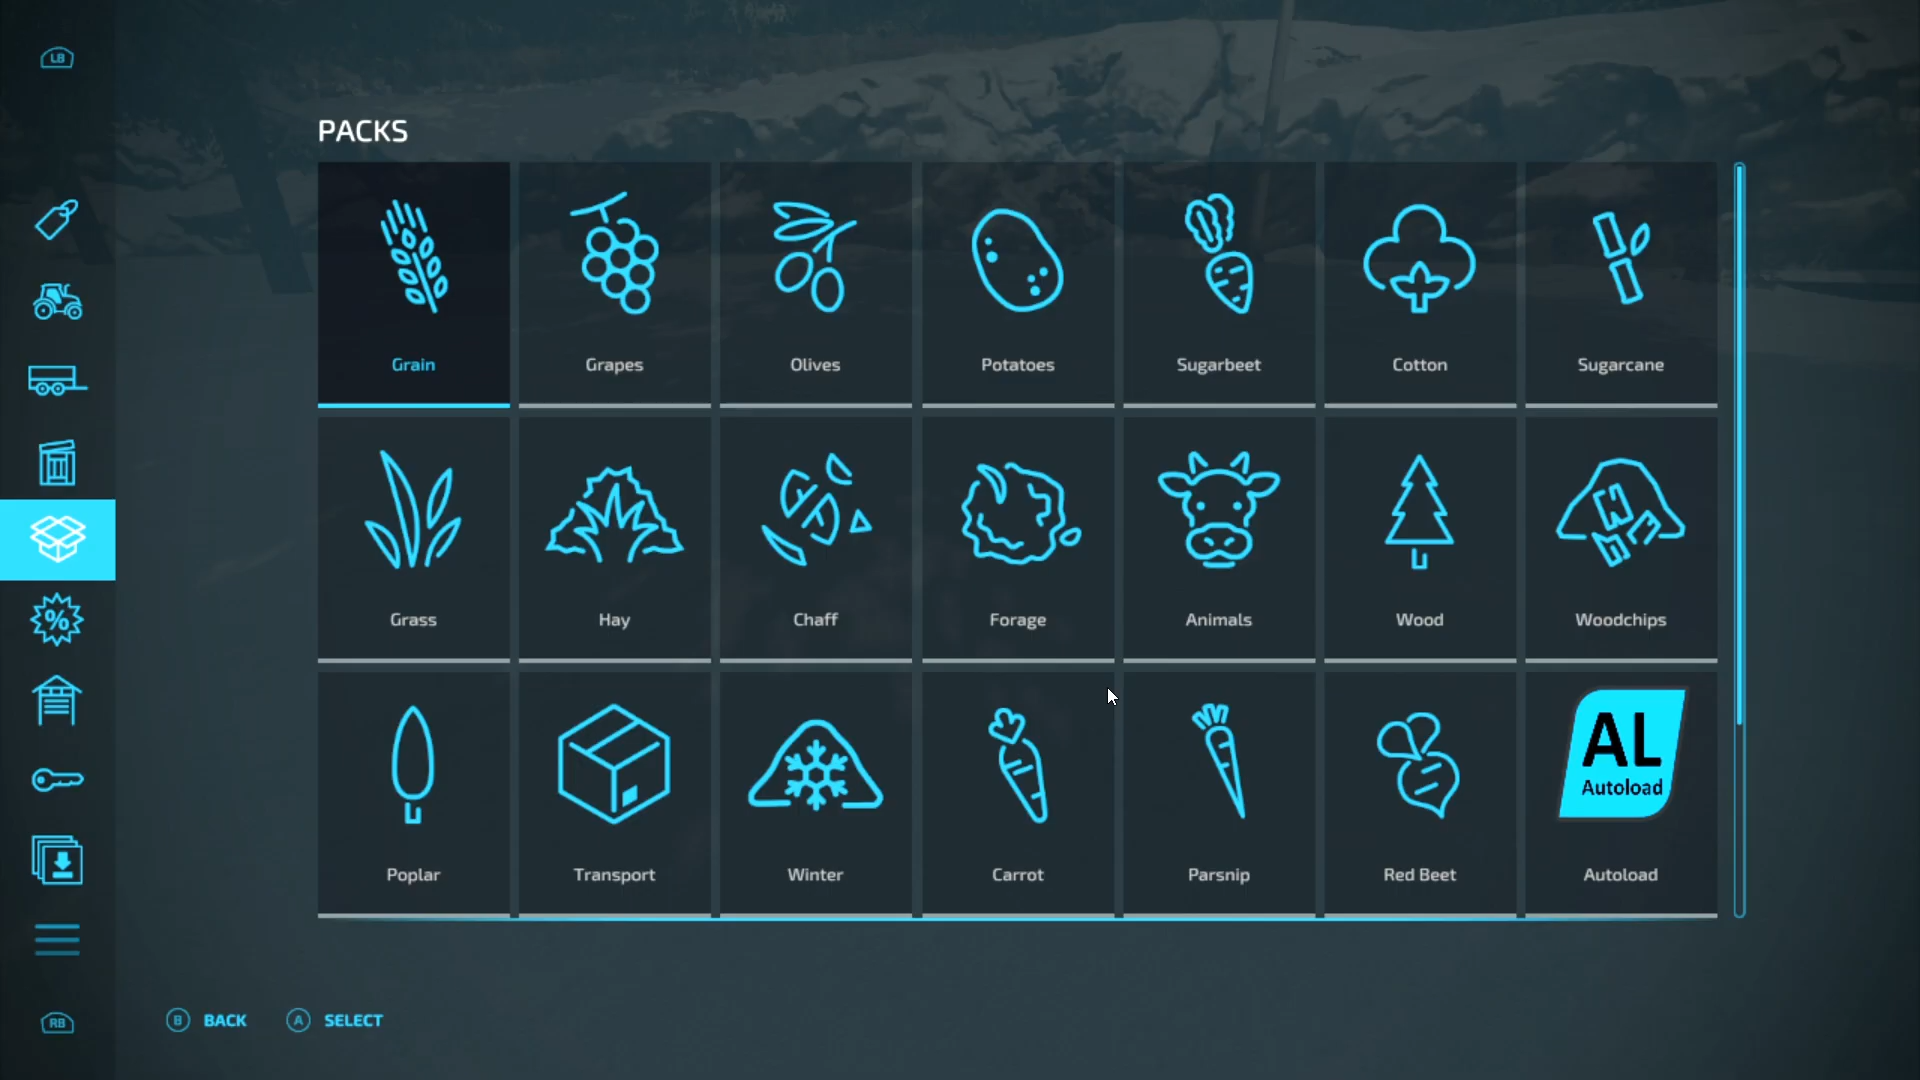 LB
PACKS
Grain
Grapes
Olives
Potatoes
Sugarbeet
Cotton
Sugarcane
Grass
Hay
Chaff
Forage
Animals
Wood
Woodchips
%
AL
Autoload
Poplar
Transport
Winter
Carrot
Parsnip
Red Beet
Autoload
RB
B BACK A SELECT